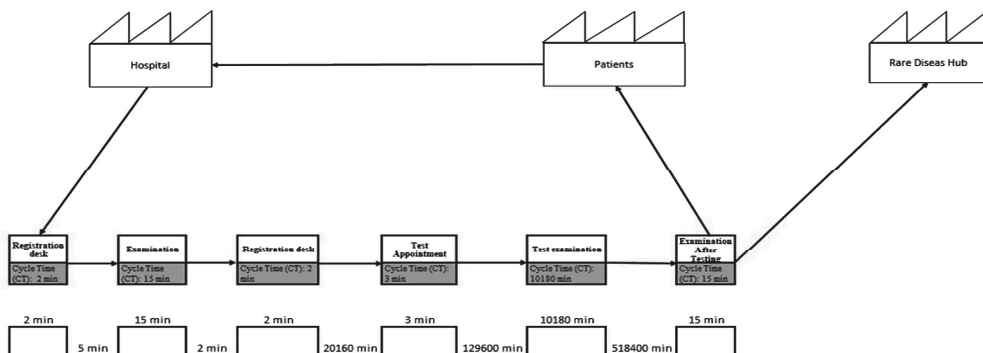 Hospital
Patients
Rare Diseas Hub
Registration
desk
Cycle Time
(CT): 2 min
Examination
Cycle Time
(CT): 15 min
Registration desk
Cycle Time (CT): 2
min
Test
Appointment
Cycle Time (CT):
3 min
Test examination
Cycle Time (CT):
10180 min
Examination
After
Testing
Cycle Time
(CT): 15 min
2 min
15 min
2 min
3 min
10180 min
15 min
5 min
2 min
20160 min
129600 min
518400 min